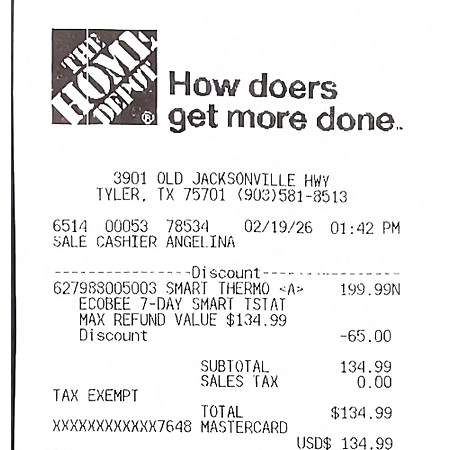 THE
HOME
DEPOT
®
How doers
get more done™
3901 OLD JACKSONVILLE HWY
TYLER, TX 75701 (903)581-8513
6514 00053 78534 02/19/26 01:42 PM
SALE CASHIER ANGELINA
----------------Discount----------------
627988005003 SMART THERMO <A> 199.99N
ECOBEE 7-DAY SMART TSTAT
MAX REFUND VALUE $134.99
Discount -65.00
SUBTOTAL 134.99
SALES TAX 0.00
TAX EXEMPT
TOTAL $134.99
XXXXXXXXXXXX7648 MASTERCARD
USD$ 134.99